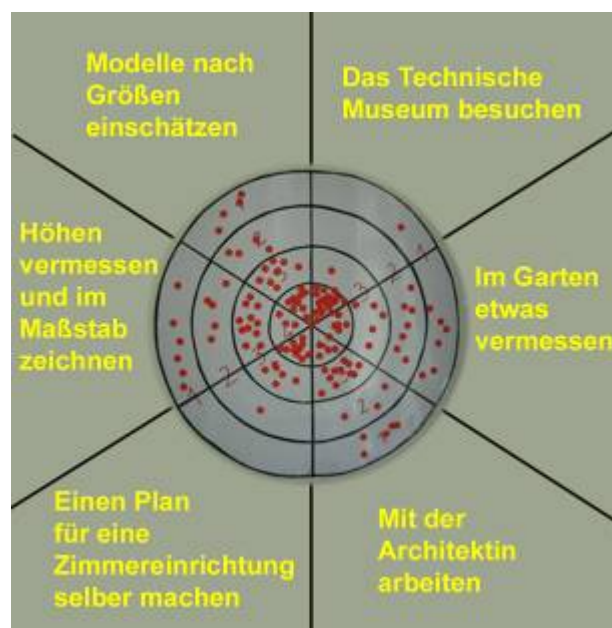 Modelle nach
Größen
einschätzen
Das Technische
Museum besuchen
Höhen
vermessen
und im
Maßstab
zeichnen
Im Garten
etwas
vermessen
Einen Plan
für eine
Zimmereinrichtung
selber machen
Mit der
Architektin
arbeiten